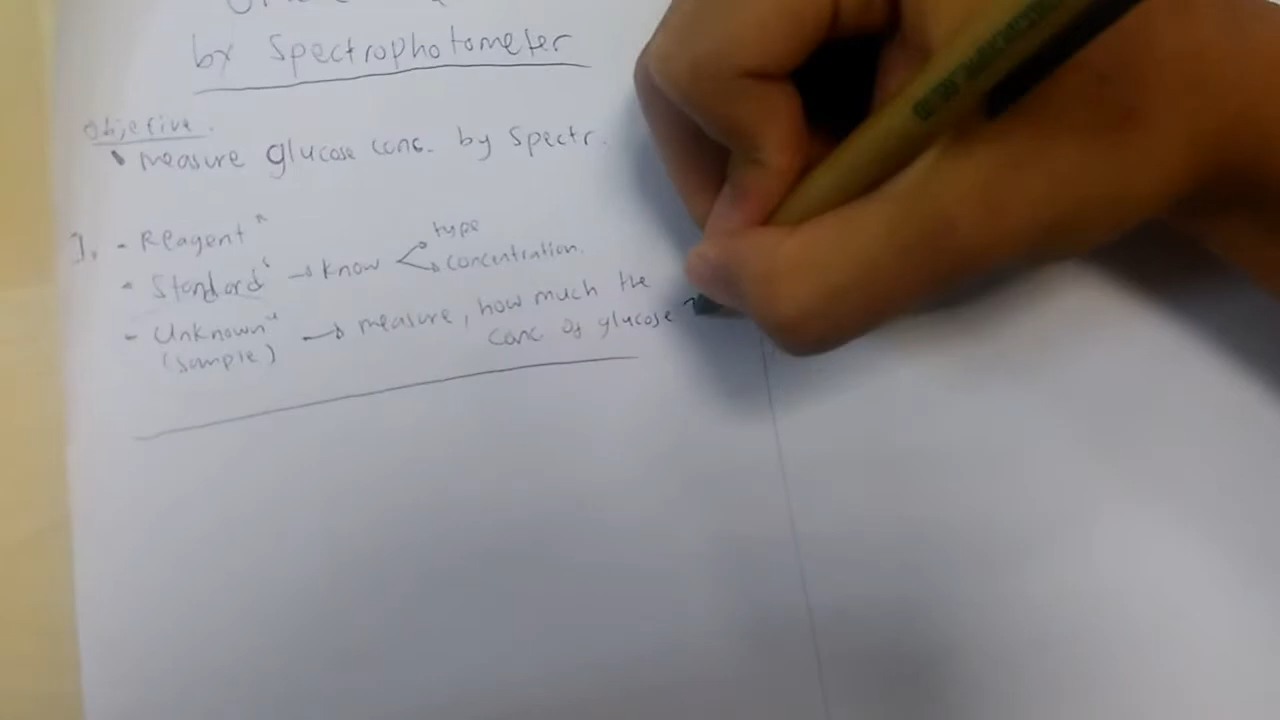 by Spectrophotometer
Objective.
measure glucose conc. by Spectr.
1. - Reagent
- Standard → know type
concentration.
- Unknown → measure, how much the
(sample) conc of glucose